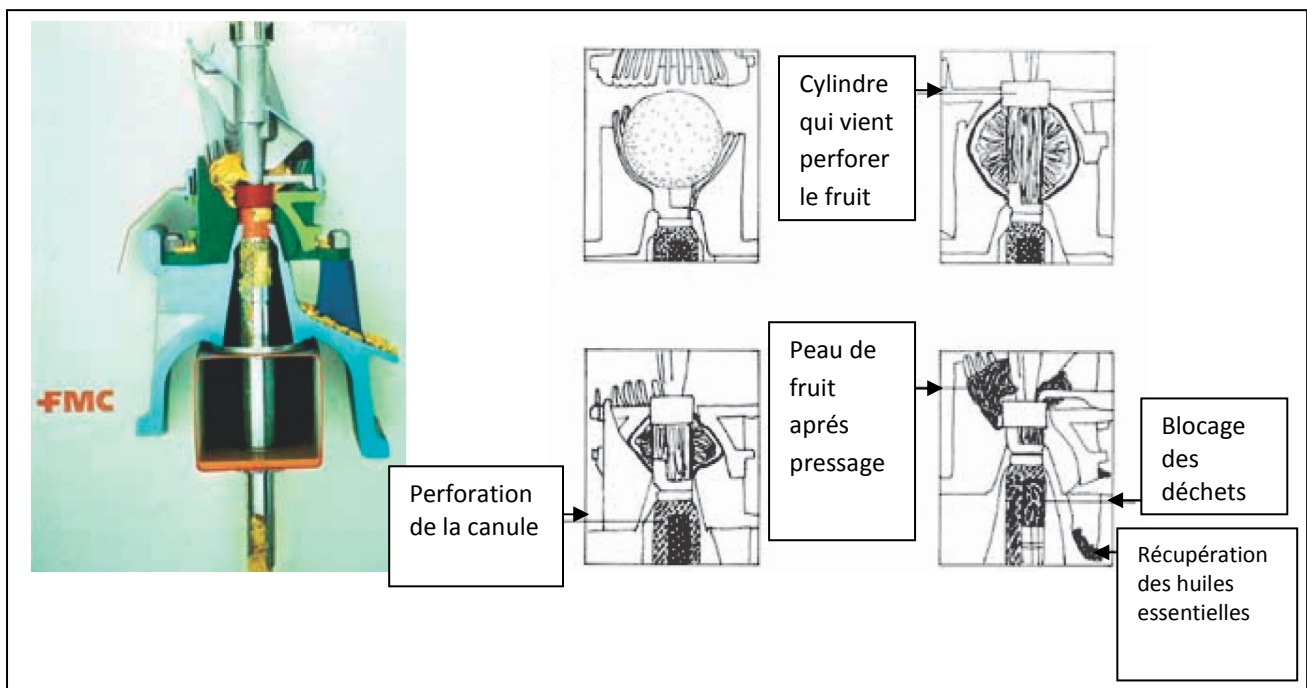 Cylindre
qui vient
perforer
le fruit
Peau de
fruit
aprés
pressage
Blocage
des
déchets
Perforation
de la canule
Récupération
des huiles
essentielles
FMC